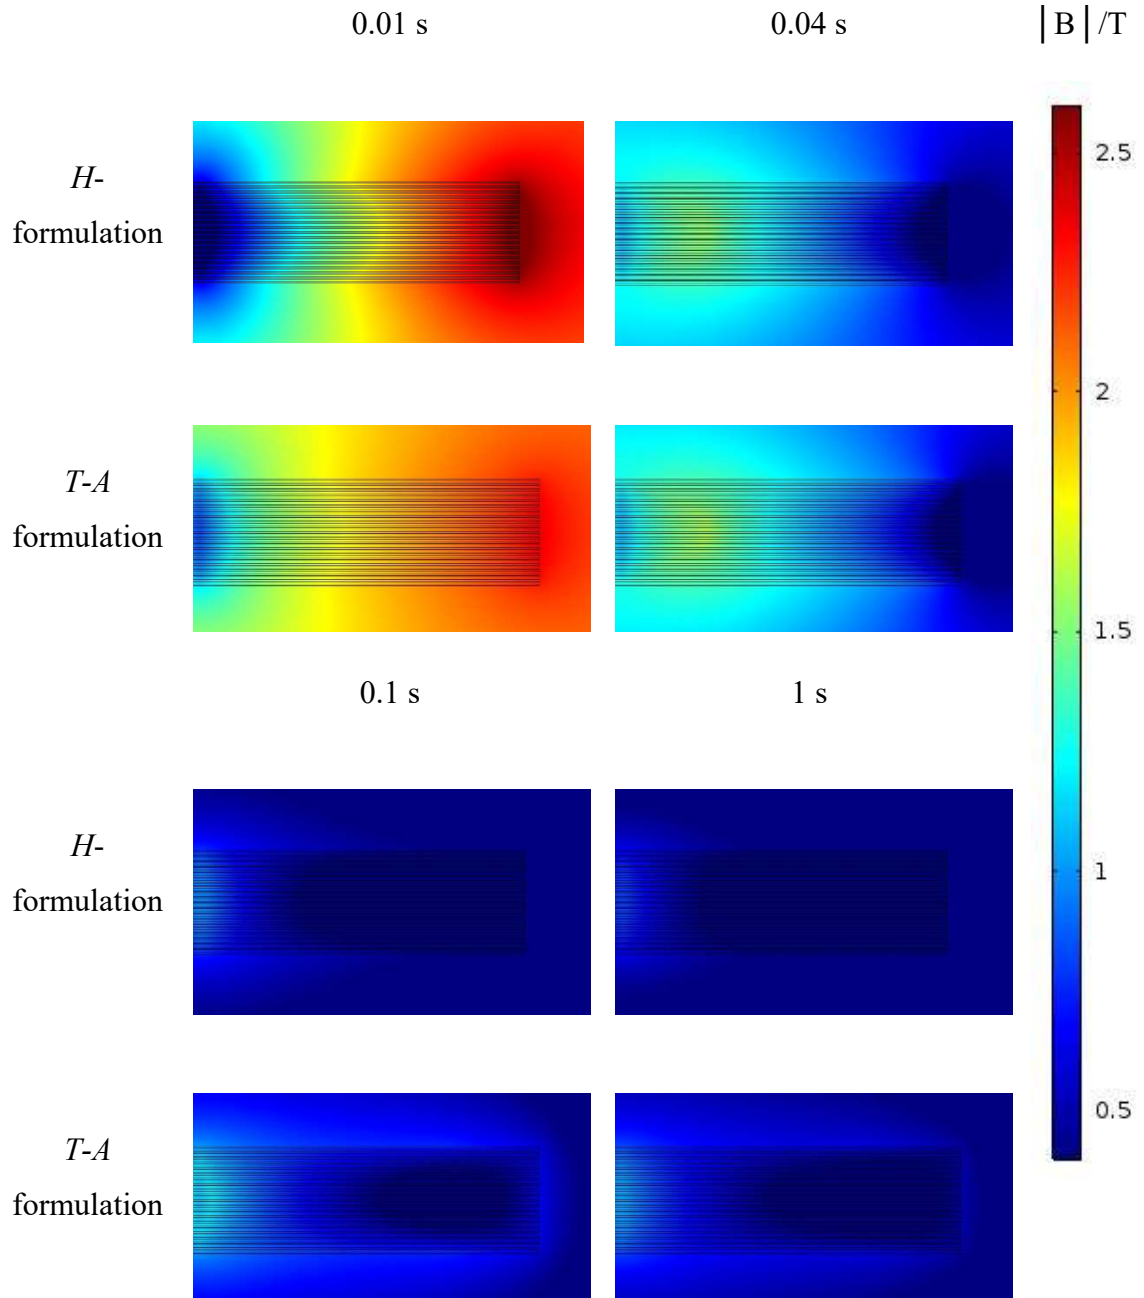 0.01 s
0.04 s
|B|/T
H-
formulation
T-A
formulation
0.1 s
1 s
H-
formulation
T-A
formulation
2.5
2
1.5
1
0.5